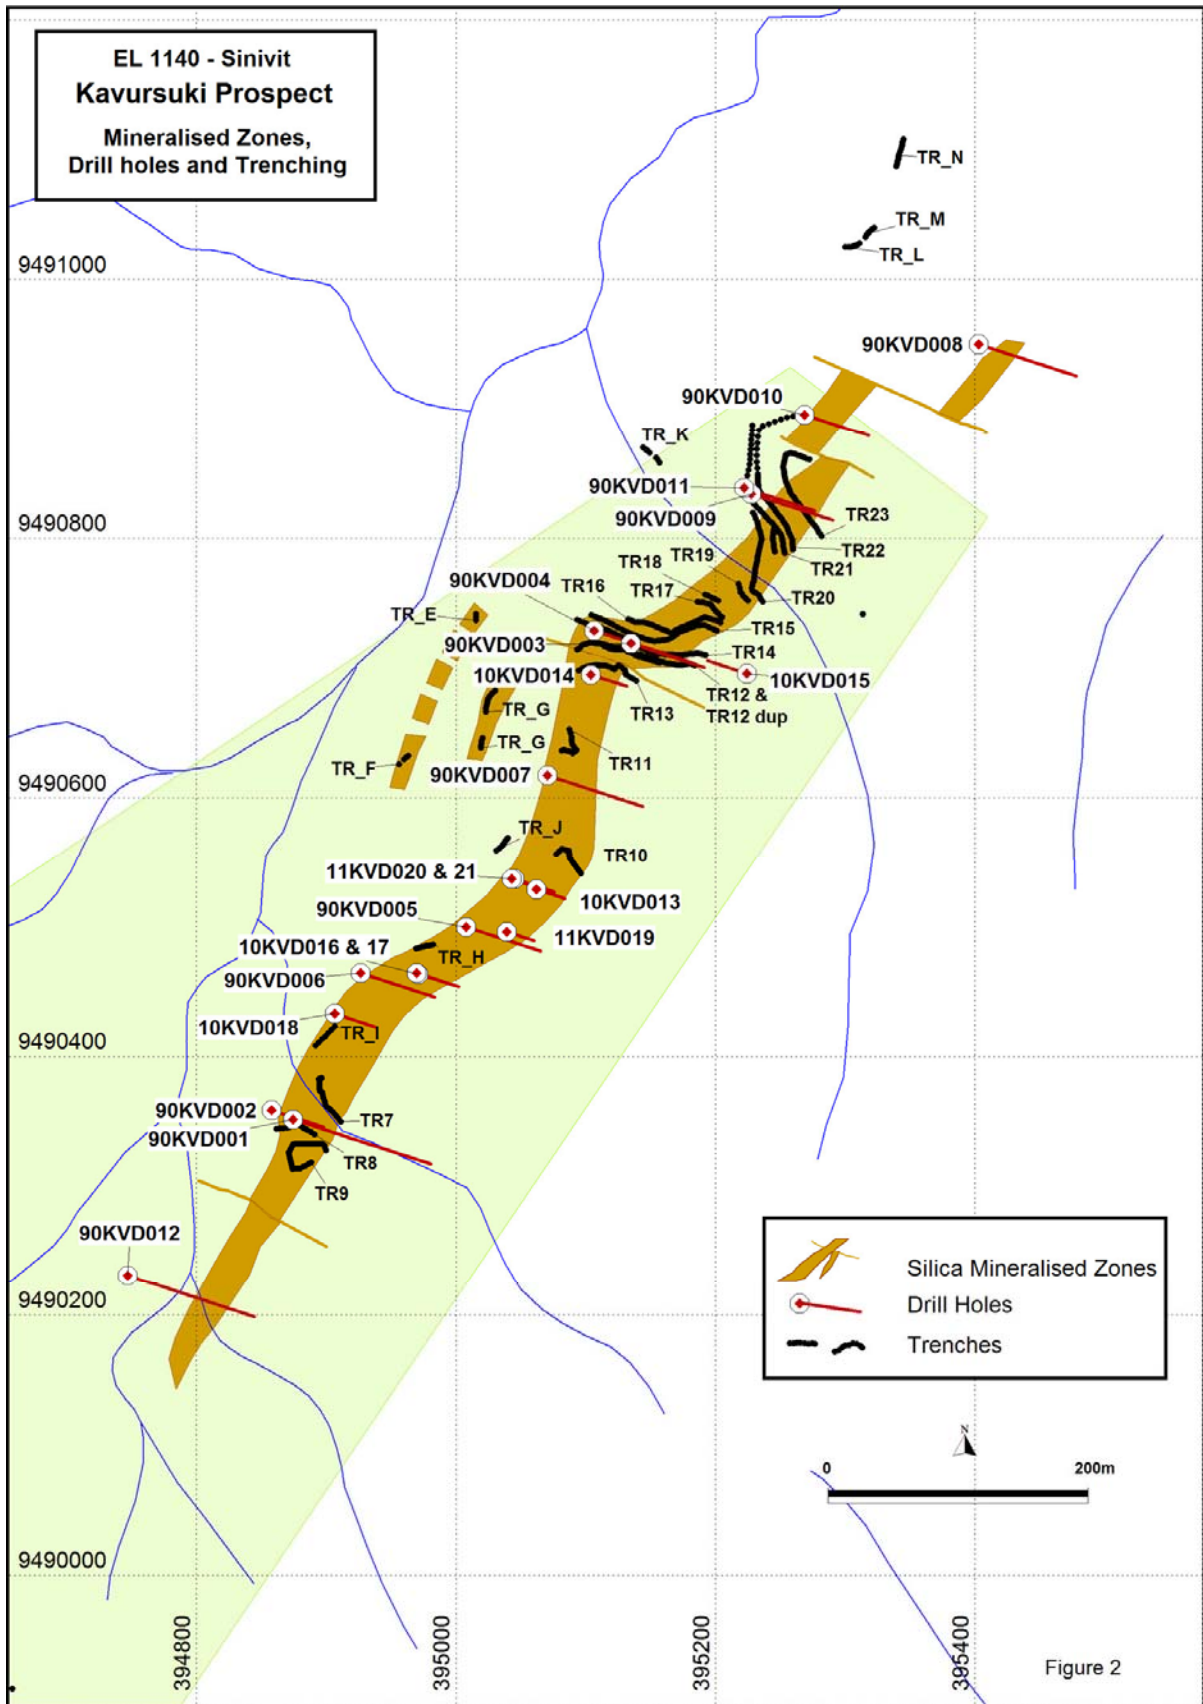 EL 1140 - Sinivit
Kavursuki Prospect
Mineralised Zones,
Drill holes and Trenching
TR_N
TR_M
TR_L
9491000
90KVD008
90KVD010
TR_K
90KVD011
90KVD009
TR23
9490800
TR22
TR19
TR18
TR21
90KVD004
TR16
TR17
TR20
TR_E
TR15
90KVD003
TR14
10KVD014
10KVD015
TR12 &
TR12 dup
TR13
TR_G
TR_G
TR_F
TR11
90KVD007
9490600
TR_J
TR10
11KVD020 & 21
10KVD013
90KVD005
11KVD019
10KVD016 & 17
TR_H
90KVD006
10KVD018
TR_I
9490400
90KVD002
TR7
90KVD001
TR8
TR9
90KVD012
Silica Mineralised Zones
Drill Holes
Trenches
9490200
N
0
200m
9490000
394800
395000
395200
395400
Figure 2